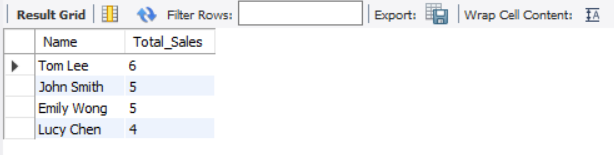 Result Grid Filter Rows: Export: Wrap Cell Content: IA
Name Total_Sales
Tom Lee 6
John Smith 5
Emily Wong 5
Lucy Chen 4